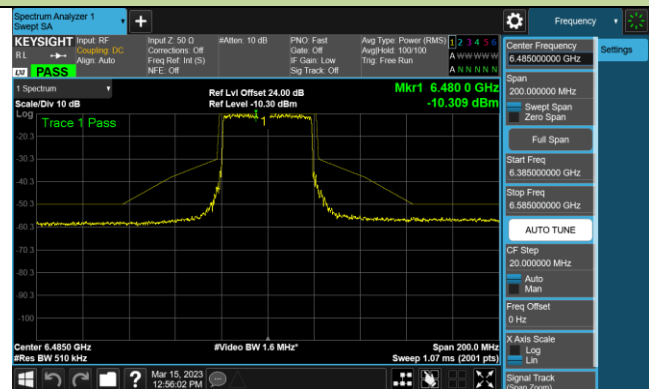 Spectrum Analyzer 1
Swept SA
Frequency
KEYSIGHT
R L
LXI
PASS
Input: RF
Coupling: DC
Align: Auto
Input Z: 50 Ω
Corrections: Off
Freq Ref: Int (S)
NFE: Off
#Atten: 10 dB
PNO: Fast
Gate: Off
IF Gain: Low
Sig Track: Off
Avg Type: Power (RMS)
Avg|Hold: 100/100
Trig: Free Run
1 2 3 4 5 6
A W W W W W
A N N N N N
Center Frequency
6.485000000 GHz
Settings
1 Spectrum
Scale/Div 10 dB
Ref Lvl Offset 24.00 dB
Ref Level -10.30 dBm
Mkr1 6.480 0 GHz
-10.309 dBm
Log
Trace 1 Pass
1
-20.3
-30.3
-40.3
-50.3
-60.3
-70.3
-80.3
-90.3
-100
Span
200.000000 MHz
Swept Span
Zero Span
Full Span
Start Freq
6.385000000 GHz
Stop Freq
6.585000000 GHz
AUTO TUNE
CF Step
20.000000 MHz
Auto
Man
Freq Offset
0 Hz
X Axis Scale
Log
Lin
Signal Track
(Span Zoom)
Center 6.4850 GHz
#Res BW 510 kHz
#Video BW 1.6 MHz*
Span 200.0 MHz
Sweep 1.07 ms (2001 pts)
?
Mar 15, 2023
12:56:02 PM